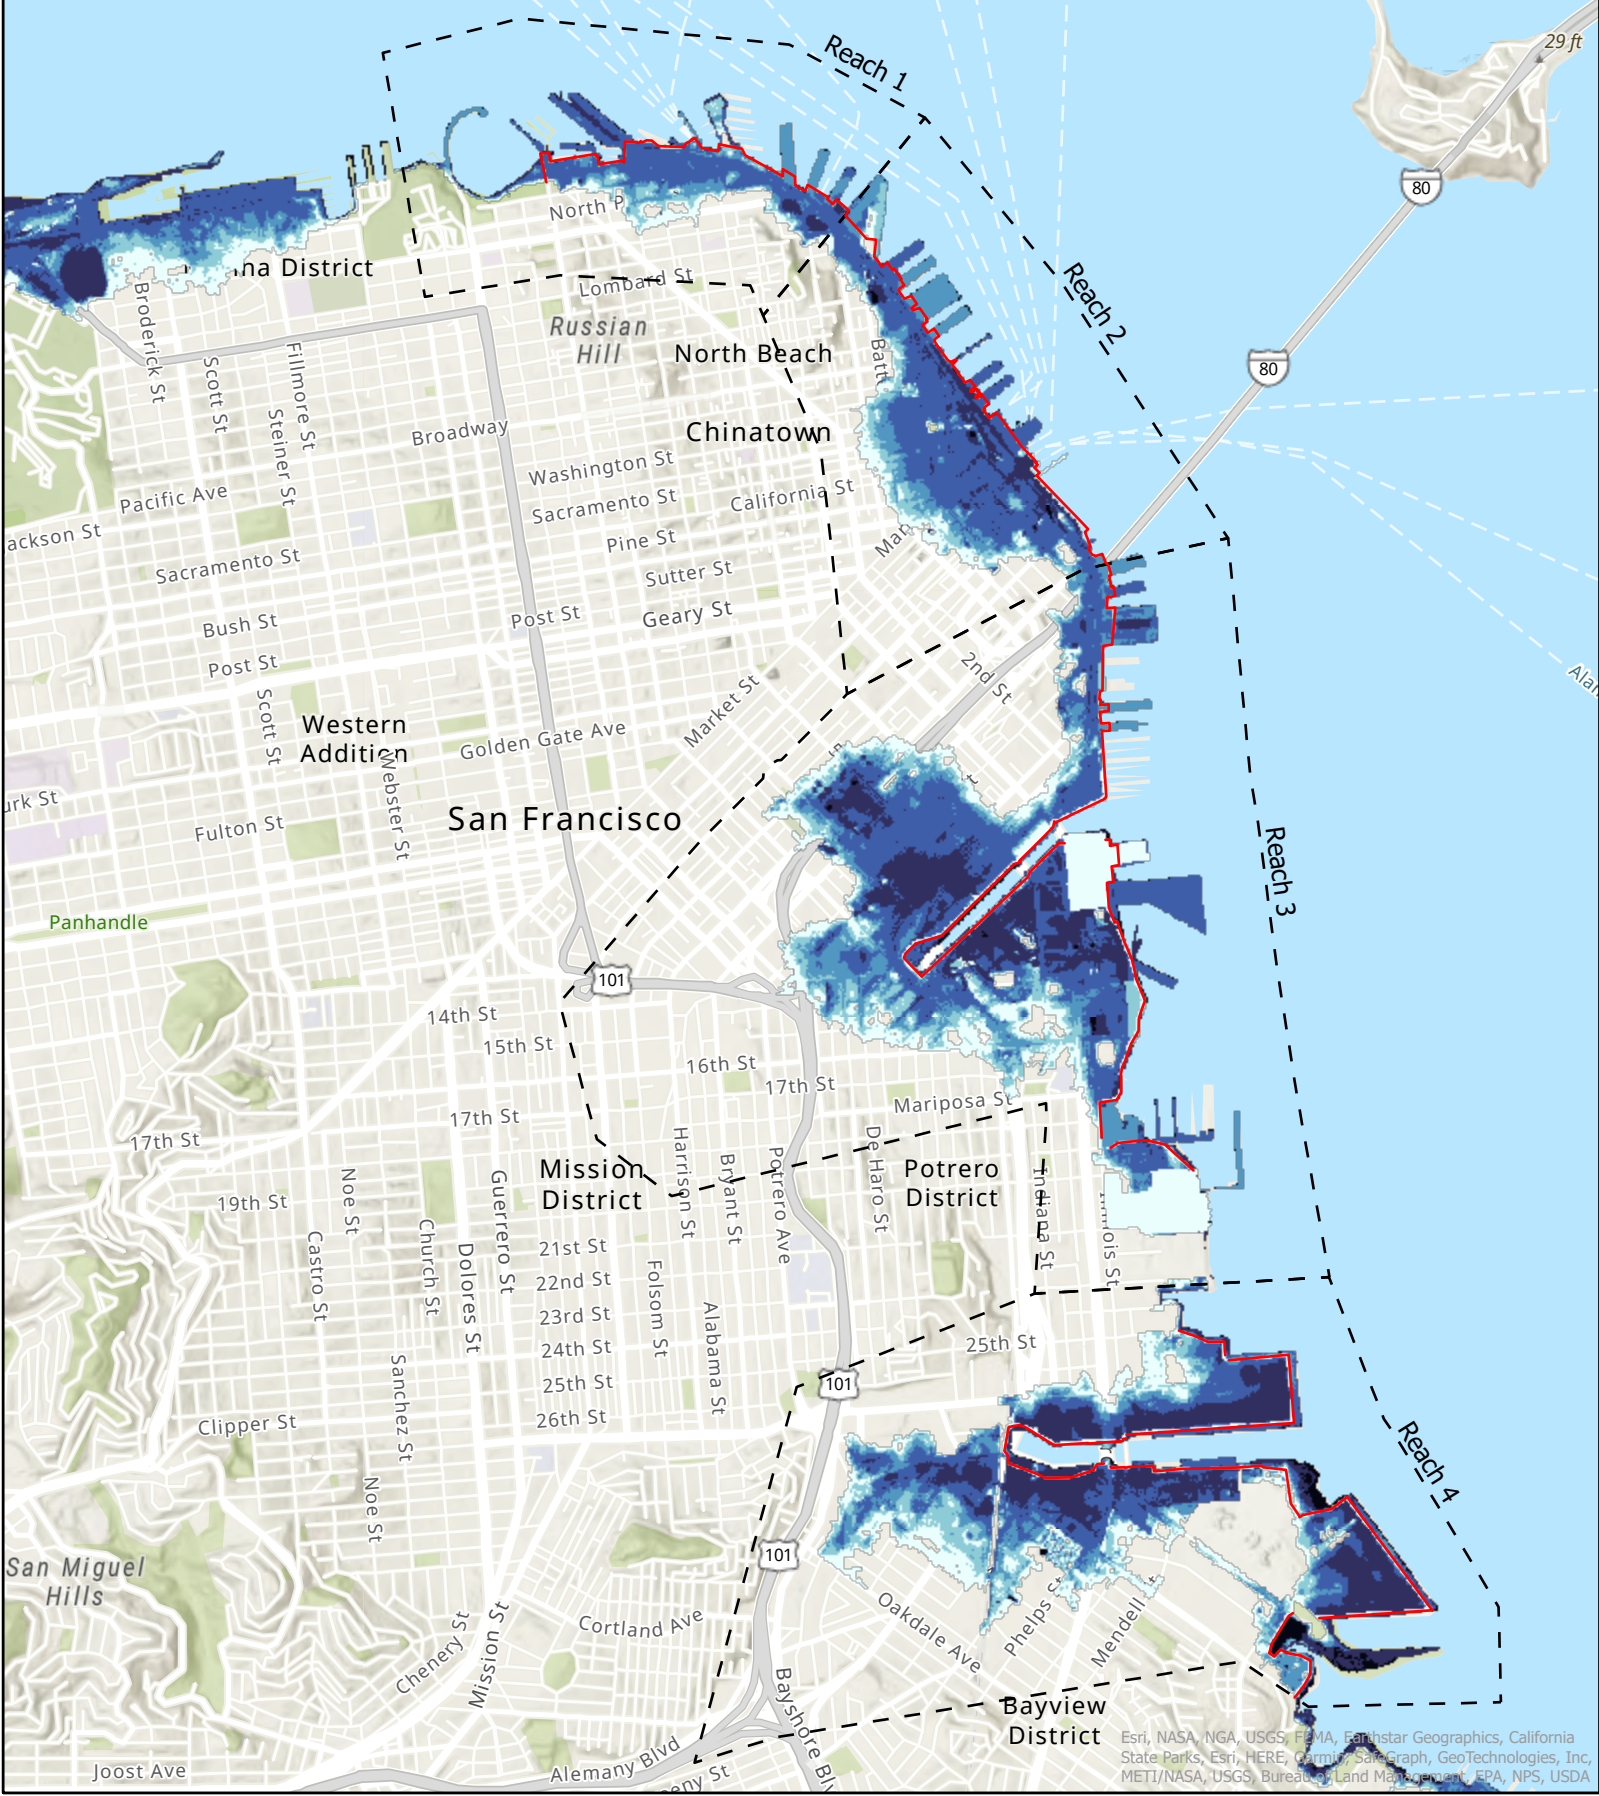 29 ft
Reach 1
80
North P
Lombard St
Reach 2
Broderick St
Russian
Hill
North Beach
Scott St
Fillmore St
Steiner St
80
Broadway
Chinatown
Washington St
Pacific Ave
Sacramento St
California St
Pine St
Sacramento St
Sutter St
Bush St
Post St
Geary St
Post St
2nd St
Scott St
Market St
Western
Addition
Golden Gate Ave
Webster St
San Francisco
Fulton St
Reach 3
Panhandle
101
14th St
15th St
16th St
17th St
Mariposa St
17th St
17th St
Mission
District
Harrison St
Bryant St
Potrero Ave
De Haro St
Potrero
District
Indiana St
19th St
Noe St
Guerrero St
Castro St
Church St
Dolores St
21st St
22nd St
23rd St
24th St
25th St
26th St
Folsom St
Alabama St
25th St
101
Clipper St
Sanchez St
Noe St
Reach 4
101
San Miguel
Hills
Cortland Ave
Oakdale Ave
Phelps St
Mendell St
Chenery St
Mission St
Bayshore Blv
Bayview
District
Joost Ave
Alemany Blvd
Esri, NASA, NGA, USGS, FEMA, Earthstar Geographics, California
State Parks, Esri, HERE, Garmin, SafeGraph, GeoTechnologies, Inc,
METI/NASA, USGS, Bureau of Land Management, EPA, NPS, USDA